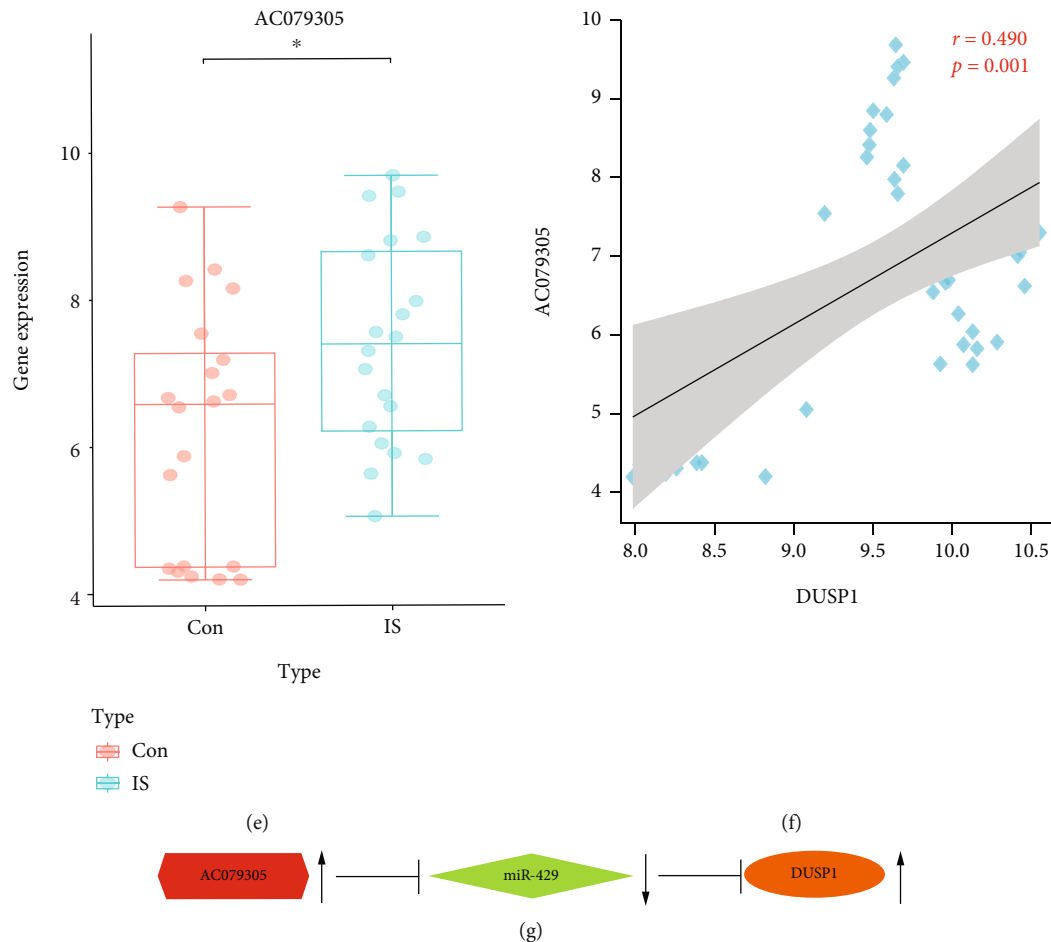 AC079305
*
Gene expression
10
8
6
4
Con
IS
Type
Type
Con
IS
(e)
r = 0.490
p = 0.001
AC079305
10
9
8
7
6
5
4
8.0
8.5
9.0
9.5
10.0
10.5
DUSP1
(f)
AC079305
miR-429
DUSP1
(g)